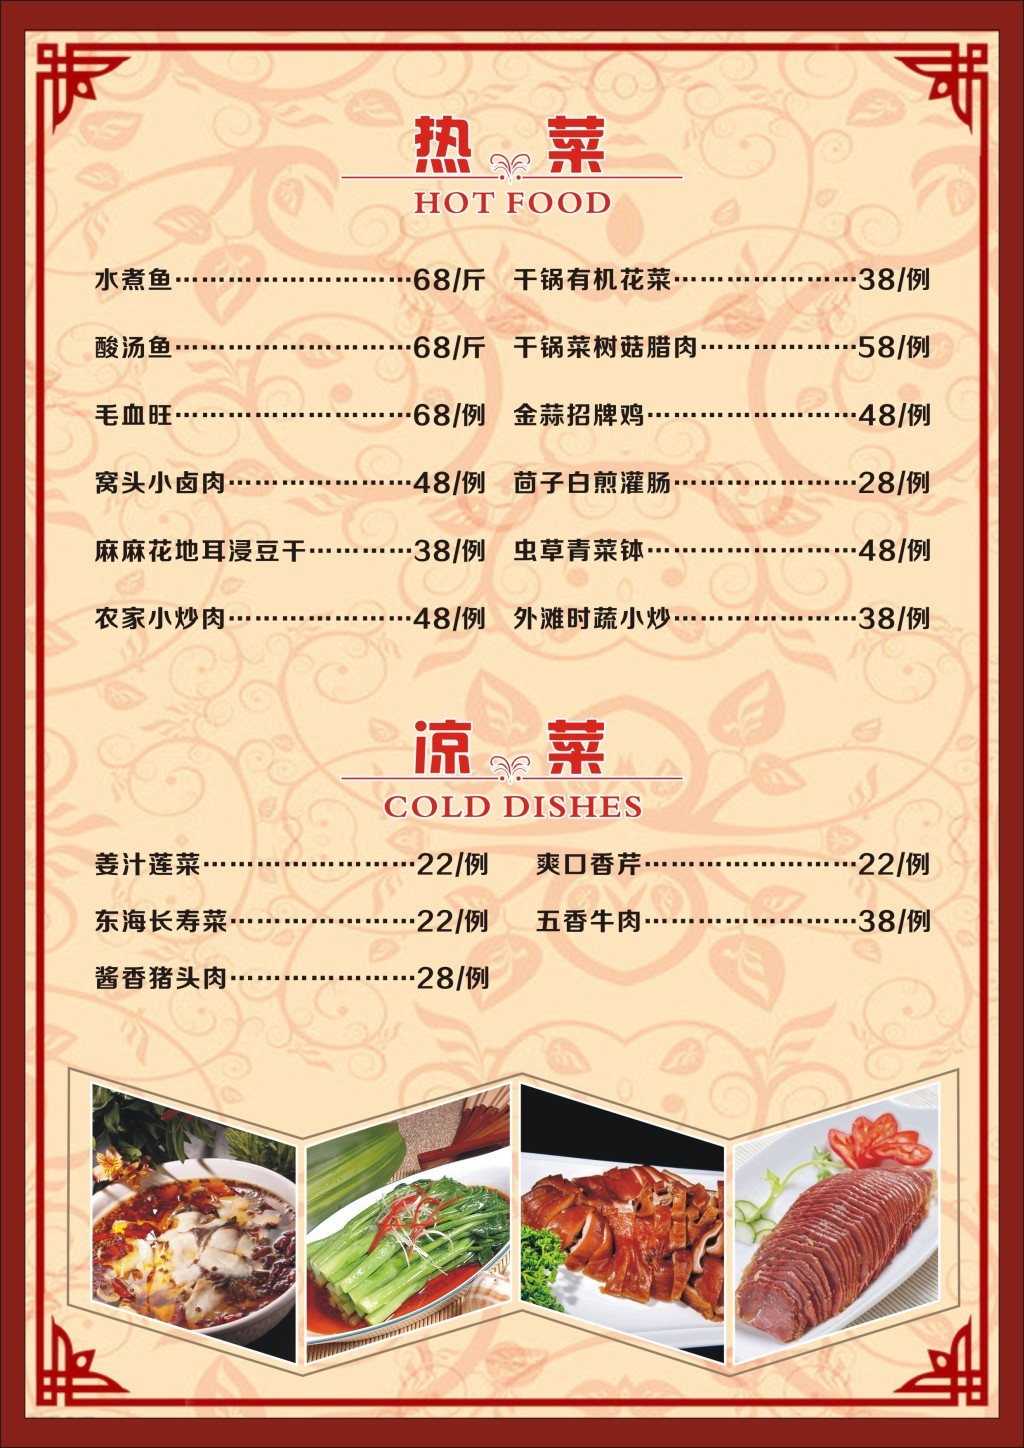 热 菜
HOT FOOD
水煮鱼………………………68/斤
干锅有机花菜…………………38/例
酸汤鱼………………………68/斤
干锅菜树菇腊肉………………58/例
毛血旺………………………68/例
金蒜招牌鸡……………………48/例
窝头小卤肉…………………48/例
茴子白煎灌肠…………………28/例
麻麻花地耳浸豆干…………38/例
虫草青菜钵……………………48/例
农家小炒肉…………………48/例
外滩时蔬小炒…………………38/例
凉 菜
COLD DISHES
姜汁莲菜……………………22/例
爽口香芹……………………22/例
东海长寿菜…………………22/例
五香牛肉……………………38/例
酱香猪头肉…………………28/例